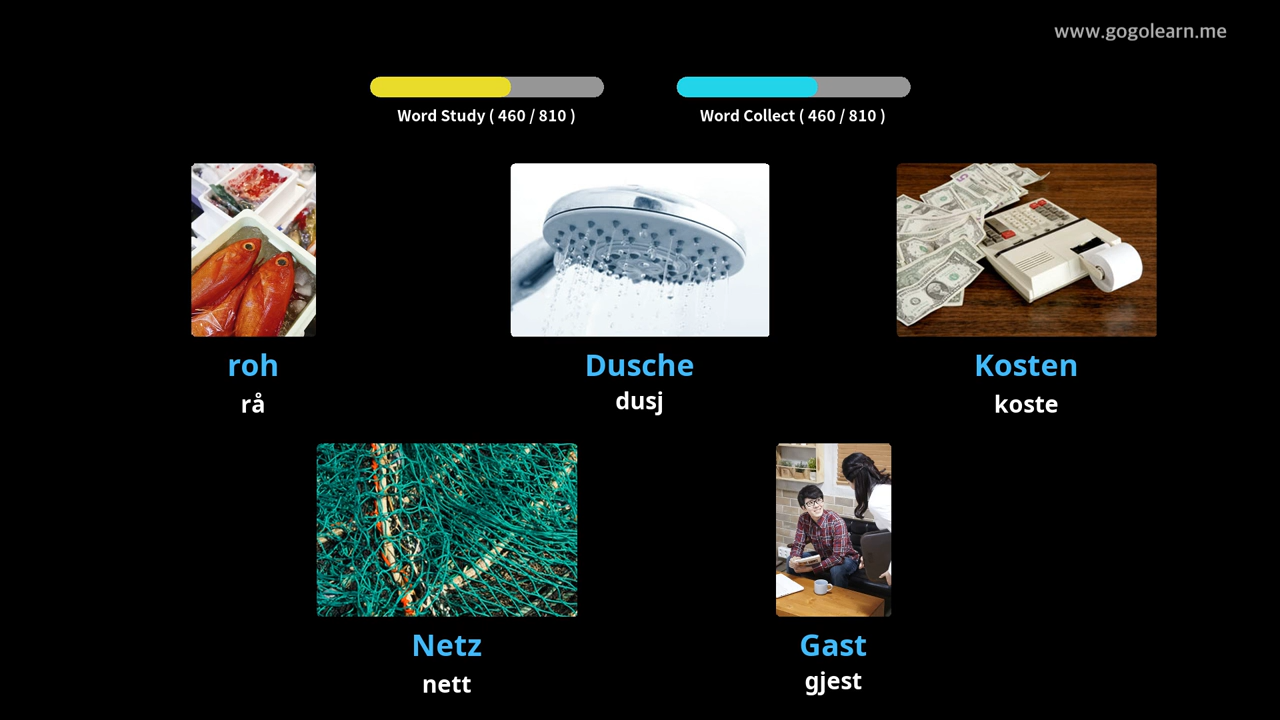 www.gogolearn.me
Word Study ( 460 / 810 )
Word Collect ( 460 / 810 )
roh
rå
Dusche
dusj
Kosten
koste
Netz
nett
Gast
gjest